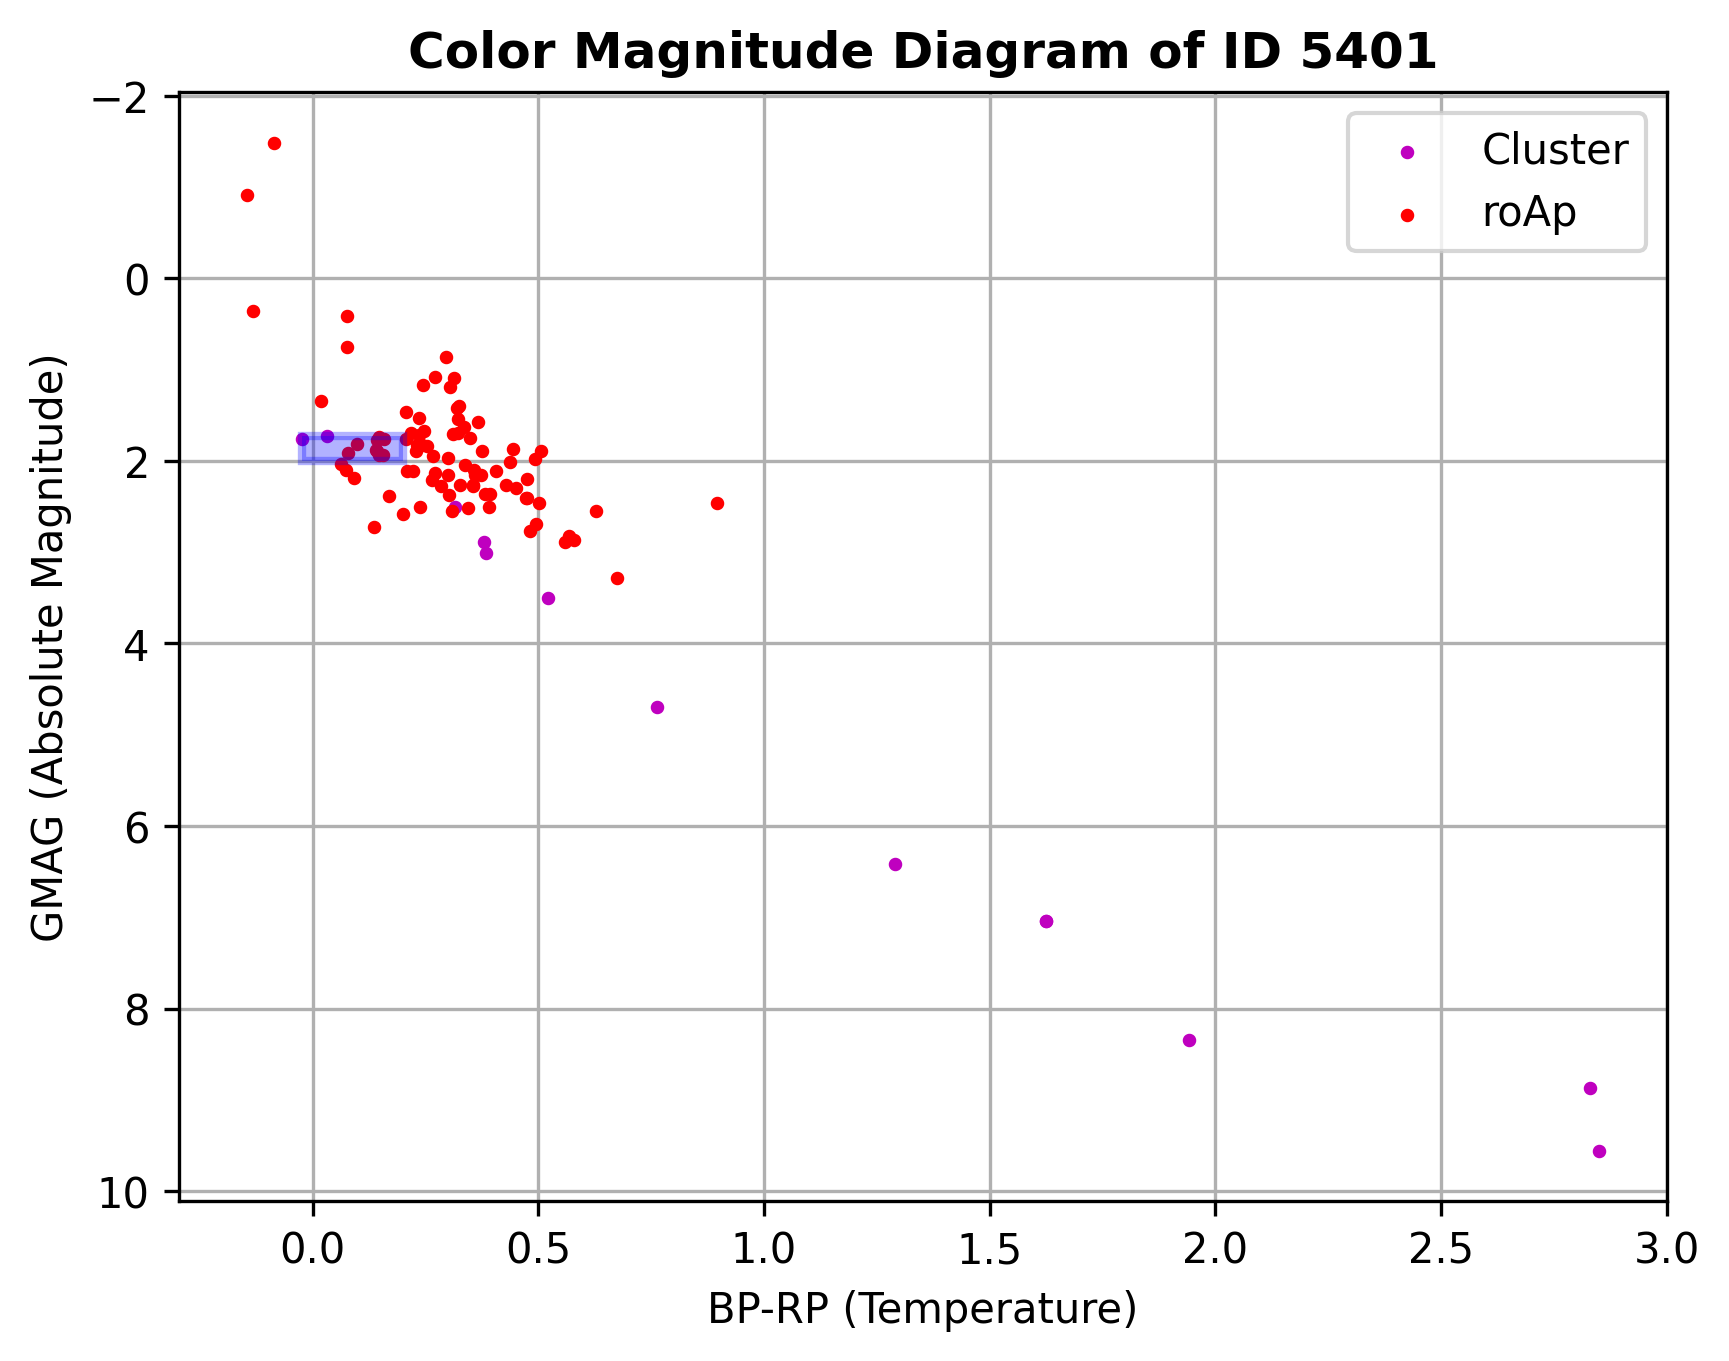 Color Magnitude Diagram of ID 5401
Cluster
roAp
GMAG (Absolute Magnitude)
−2
0
2
4
6
8
10
0.0 0.5 1.0 1.5 2.0 2.5 3.0
BP-RP (Temperature)